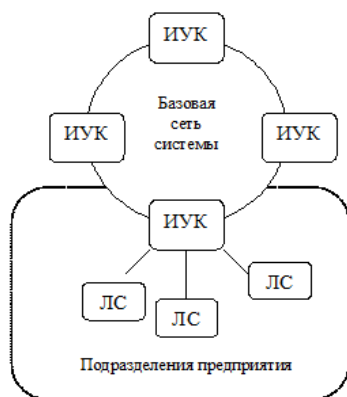 ИУК
Базовая
сеть
системы
ИУК
ИУК
ИУК
ЛС
ЛС
ЛС
Подразделения предприятия